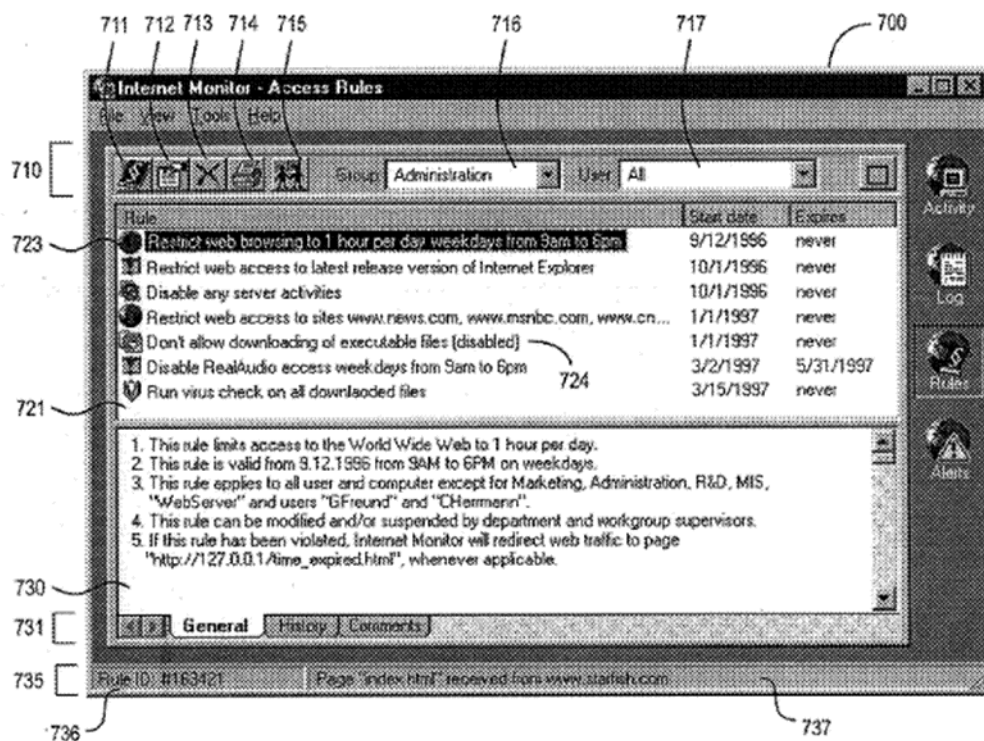 711 712 713 714 715 716 717 700
Internet Monitor - Access Rules
File View Tools Help
710
Group Administration User All
Rule Start date Expires
723
Restrict web browsing to 1 hour per day weekdays from 9am to 6pm 9/12/1996 never
Restrict web access to latest release version of Internet Explorer 10/1/1996 never
Disable any server activities 10/1/1996 never
Restrict web access to sites www.news.com, www.msnbc.com, www.cn... 1/1/1997 never
Don't allow downloading of executable files (disabled) 1/1/1997 never
724
Disable RealAudio access weekdays from 9am to 6pm 3/2/1997 5/31/1997
721
Run virus check on all downlaoded files 3/15/1997 never
Activity
Log
Rules
Alerts
1. This rule limits access to the World Wide Web to 1 hour per day.
2. This rule is valid from 9.12.1996 from 9AM to 6PM on weekdays.
3. This rule applies to all user and computer except for Marketing, Administration, R&D, MIS,
"WebServer" and users "GFreund" and "CHerrmann".
4. This rule can be modified and/or suspended by department and workgroup supervisors.
5. If this rule has been violated, Internet Monitor will redirect web traffic to page
"http://127.0.0.1/time_expired.html", whenever applicable.
730
731
General History Comments
735
Rule ID: #163421 Page "index.html" received from www.starfish.com
736 737